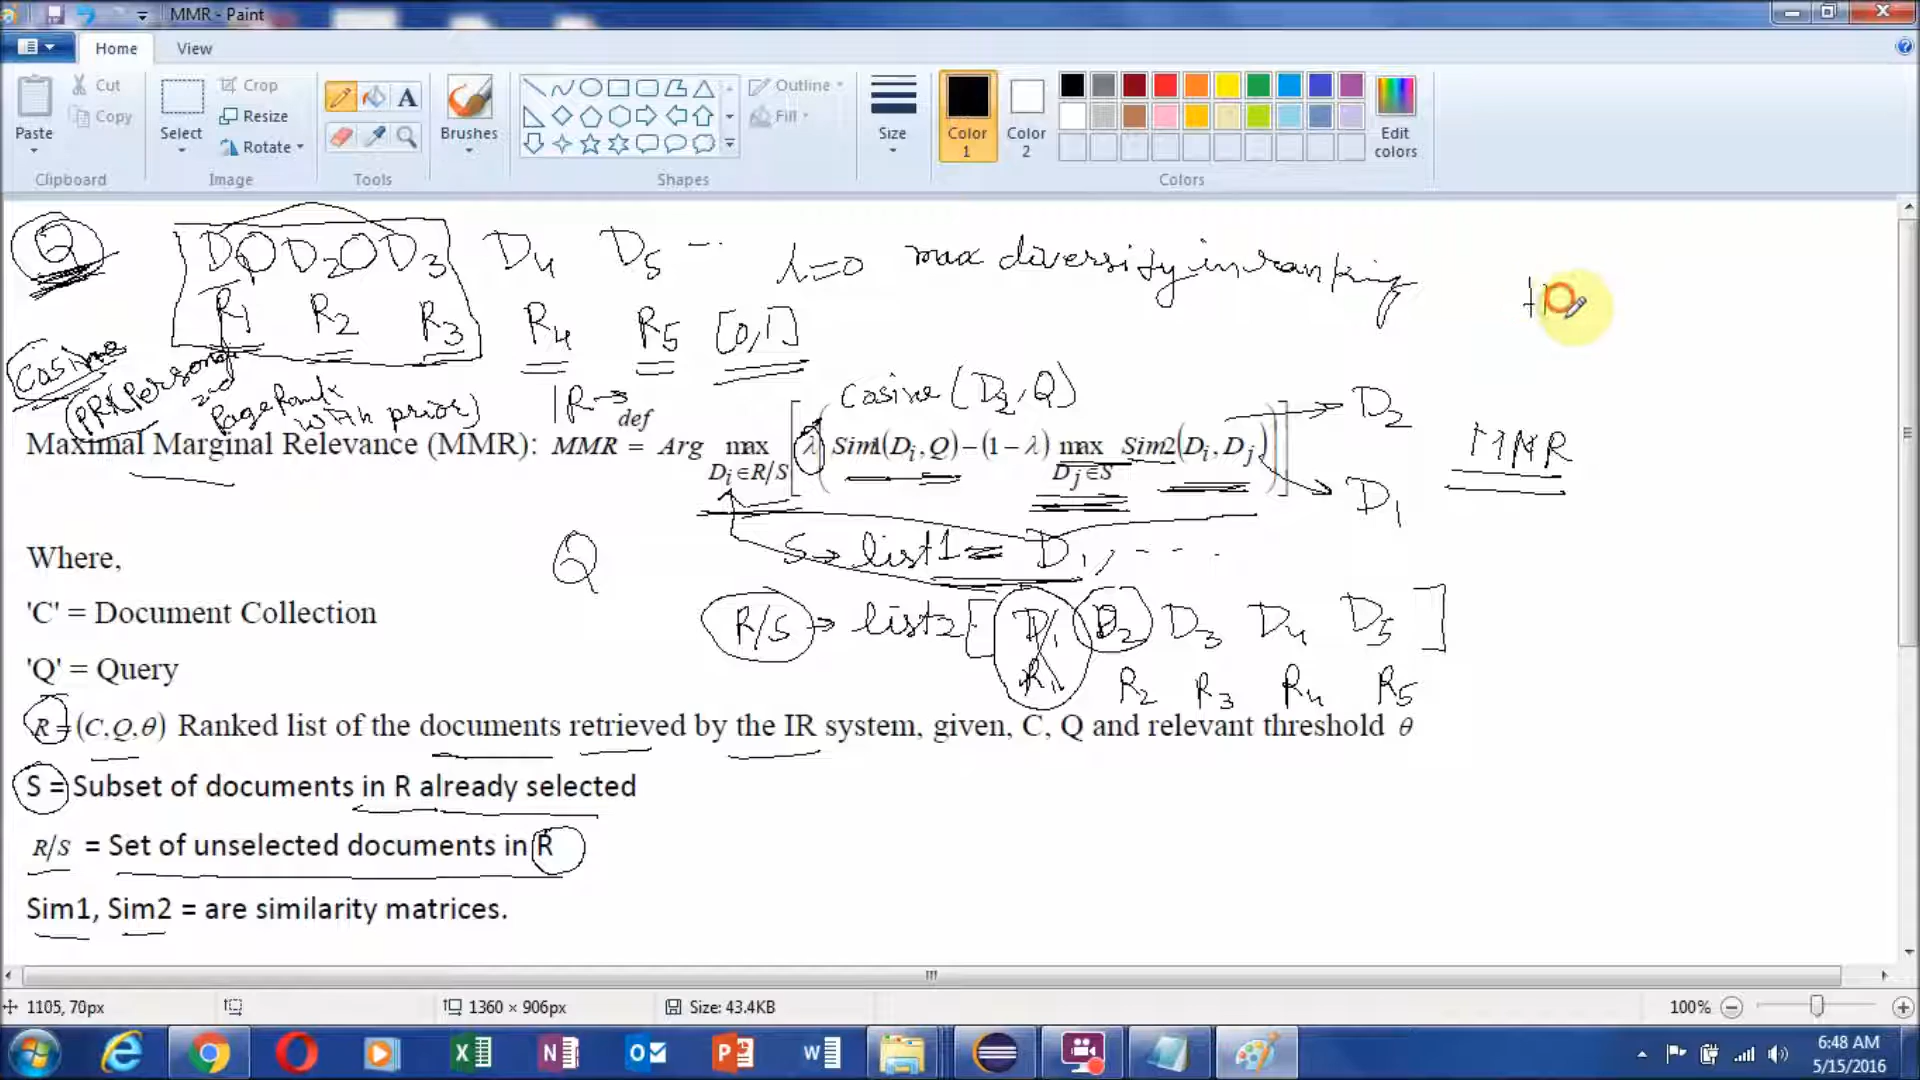 MMR - Paint
Home View
Paste Cut Copy Select Crop Resize Rotate A Brushes Outline Fill Size Color 1 Color 2 Edit colors
Clipboard Image Tools Shapes Colors
Q D1 D2 D3 D4 D5 ... λ=0 max diversity in ranking
R1 R2 R3 R4 R5 [0,1]
Cosine
PageRank with prior)
IR → Cosine (D2, Q) D2
Maximal Marginal Relevance (MMR): MMR def = Arg max Di∈R/S [λ(Sim1(Di, Q) − (1 − λ) max Dj∈S Sim2(Di, Dj))] MMR
D1
S → list1 = D1, - - - .
Where, Q
'C' = Document Collection
R/S → list2 [ D1 D2 D3 D4 D5 ]
'Q' = Query
R1 R2 R3 R4 R5
R = (C, Q, θ) Ranked list of the documents retrieved by the IR system, given, C, Q and relevant threshold θ
S = Subset of documents in R already selected
R/S = Set of unselected documents in R
Sim1, Sim2 = are similarity matrices.
1105, 70px 1360 × 906px Size: 43.4KB 100%
6:48 AM
5/15/2016